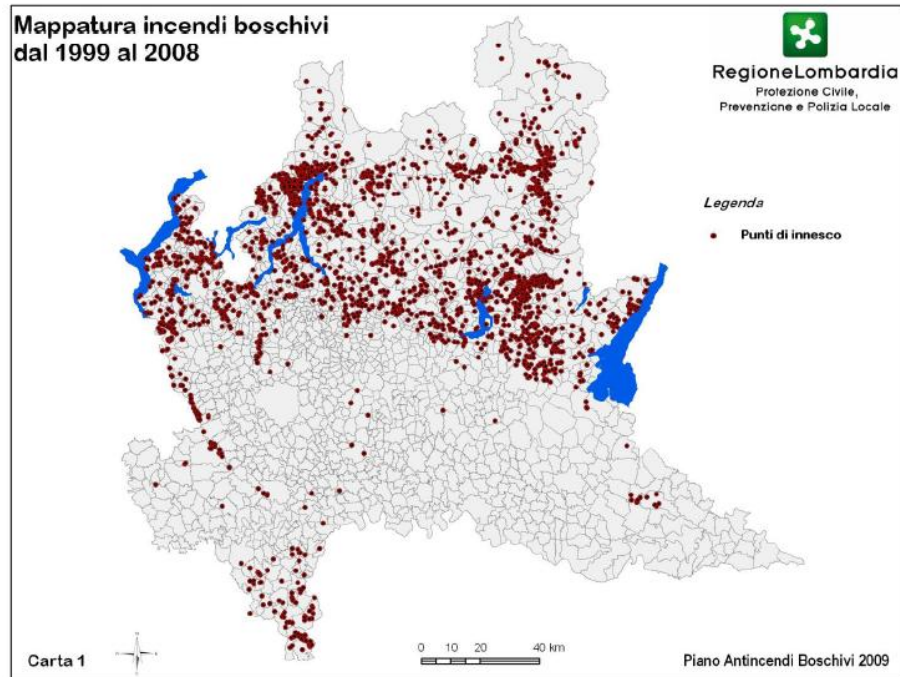 Mappatura incendi boschivi
dal 1999 al 2008
RegioneLombardia
Protezione Civile,
Prevenzione e Polizia Locale
Legenda
Punti di innesco
Carta 1
0 10 20 40 km
Piano Antincendi Boschivi 2009